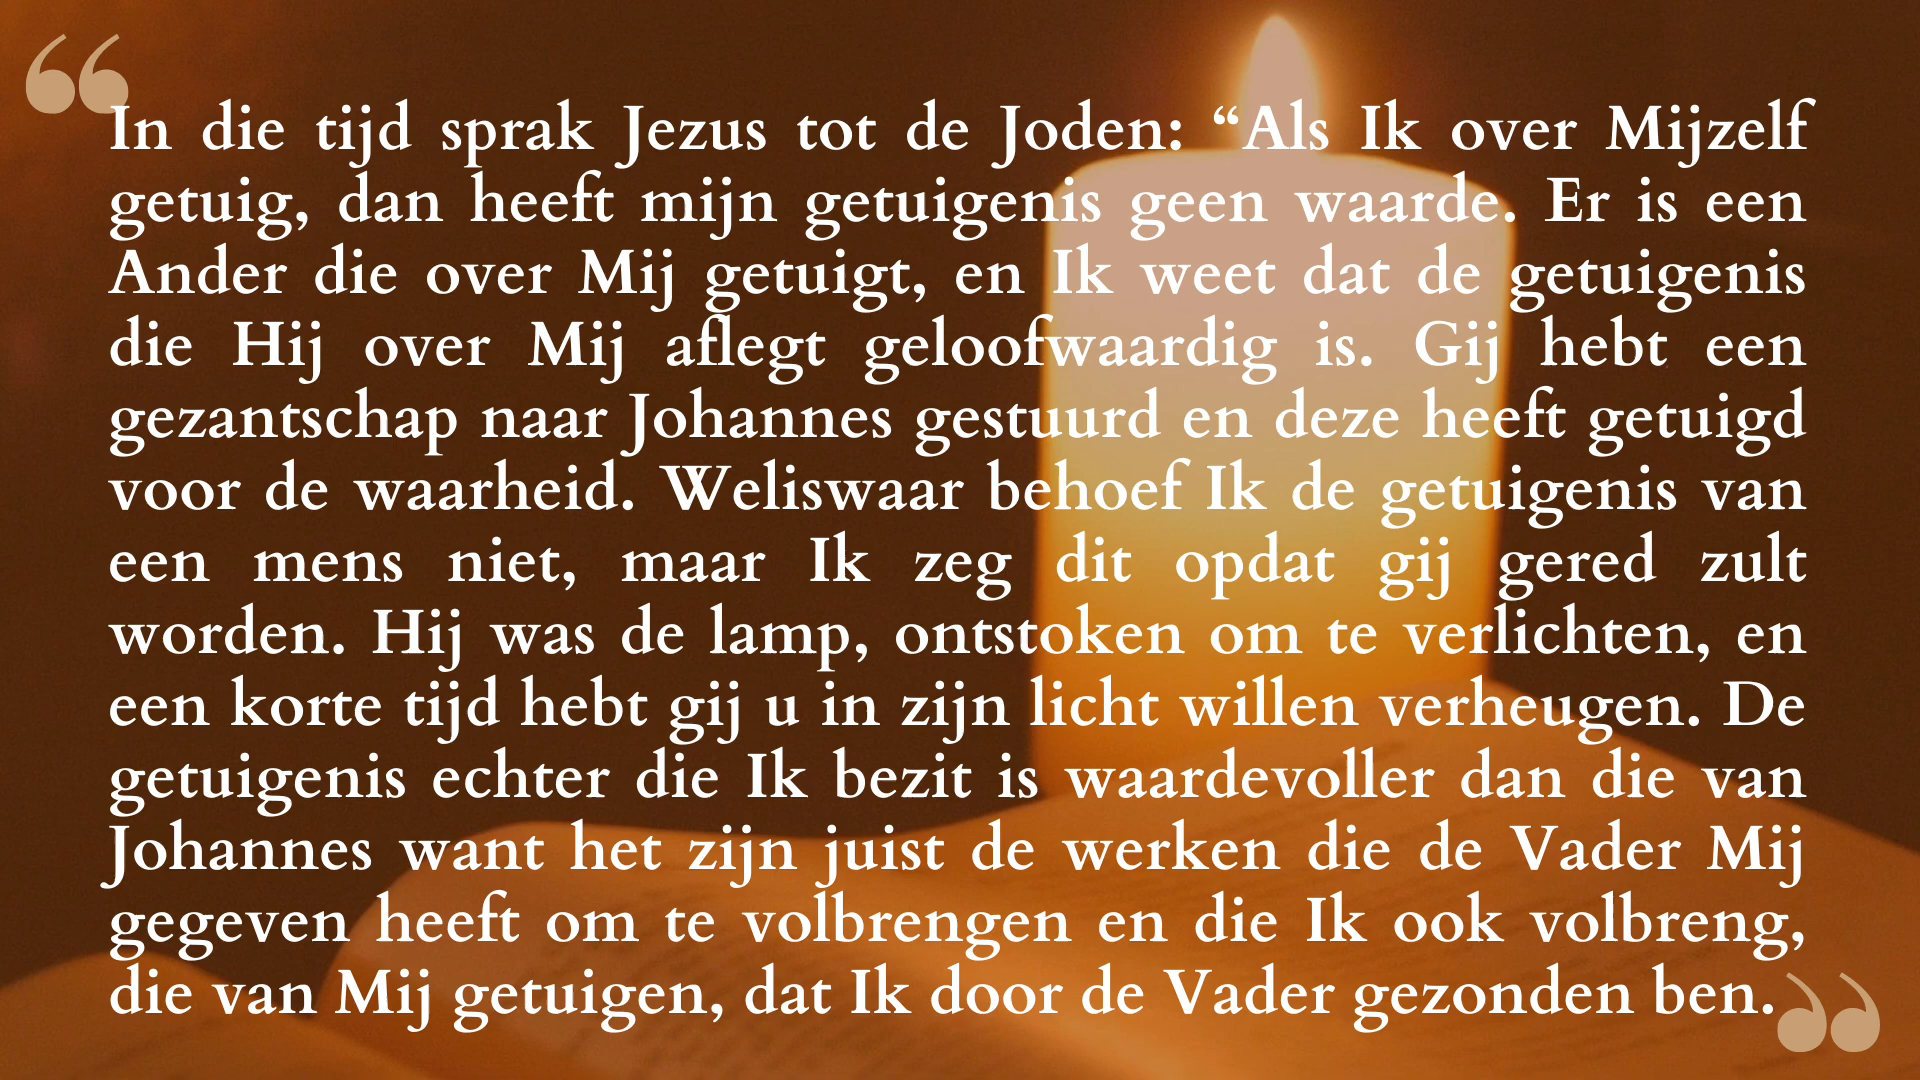 “
In die tijd sprak Jezus tot de Joden: “Als Ik over Mijzelf
getuig, dan heeft mijn getuigenis geen waarde. Er is een
Ander die over Mij getuigt, en Ik weet dat de getuigenis
die Hij over Mij aflegt geloofwaardig is. Gij hebt een
gezantschap naar Johannes gestuurd en deze heeft getuigd
voor de waarheid. Weliswaar behoef Ik de getuigenis van
een mens niet, maar Ik zeg dit opdat gij gered zult
worden. Hij was de lamp, ontstoken om te verlichten, en
een korte tijd hebt gij u in zijn licht willen verheugen. De
getuigenis echter die Ik bezit is waardevoller dan die van
Johannes want het zijn juist de werken die de Vader Mij
gegeven heeft om te volbrengen en die Ik ook volbreng,
die van Mij getuigen, dat Ik door de Vader gezonden ben.
”